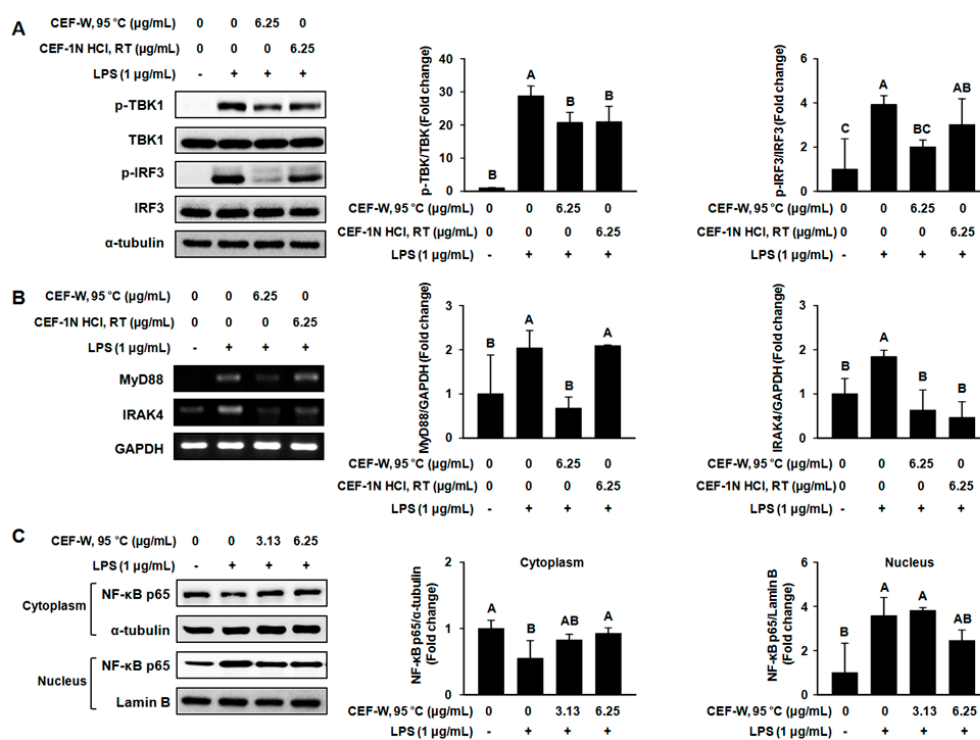 A
CEF-W, 95 °C (µg/mL) 0 0 6.25 0
CEF-1N HCl, RT (µg/mL) 0 0 0 6.25
LPS (1 µg/mL) - + + +
p-TBK1
TBK1
p-IRF3
IRF3
α-tubulin
p-TBK/TBK (Fold change)
40
30
20
10
0
B A B B
CEF-W, 95 °C (µg/mL) 0 0 6.25 0
CEF-1N HCl, RT (µg/mL) 0 0 0 6.25
LPS (1 µg/mL) - + + +
p-IRF3/IRF3 (Fold change)
6
4
2
0
C A BC AB
CEF-W, 95 °C (µg/mL) 0 0 6.25 0
CEF-1N HCl, RT (µg/mL) 0 0 0 6.25
LPS (1 µg/mL) - + + +
B
CEF-W, 95 °C (µg/mL) 0 0 6.25 0
CEF-1N HCl, RT (µg/mL) 0 0 0 6.25
LPS (1 µg/mL) - + + +
MyD88
IRAK4
GAPDH
MyD88/GAPDH (Fold change)
3
2
1
0
B A B A
CEF-W, 95 °C (µg/mL) 0 0 6.25 0
CEF-1N HCl, RT (µg/mL) 0 0 0 6.25
LPS (1 µg/mL) - + + +
IRAK4/GAPDH (Fold change)
3
2
1
0
B A B B
CEF-W, 95 °C (µg/mL) 0 0 6.25 0
CEF-1N HCl, RT (µg/mL) 0 0 0 6.25
LPS (1 µg/mL) - + + +
C
CEF-W, 95 °C (µg/mL) 0 0 3.13 6.25
LPS (1 µg/mL) - + + +
Cytoplasm
NF-κB p65
α-tubulin
Nucleus
NF-κB p65
Lamin B
Cytoplasm
NF-κB p65/α-tubulin
(Fold change)
2
1
0
A B AB A
CEF-W, 95 °C (µg/mL) 0 0 3.13 6.25
LPS (1 µg/mL) - + + +
Nucleus
NF-κB p65/Lamin B
(Fold change)
6
4
2
0
B A A AB
CEF-W, 95 °C (µg/mL) 0 0 3.13 6.25
LPS (1 µg/mL) - + + +